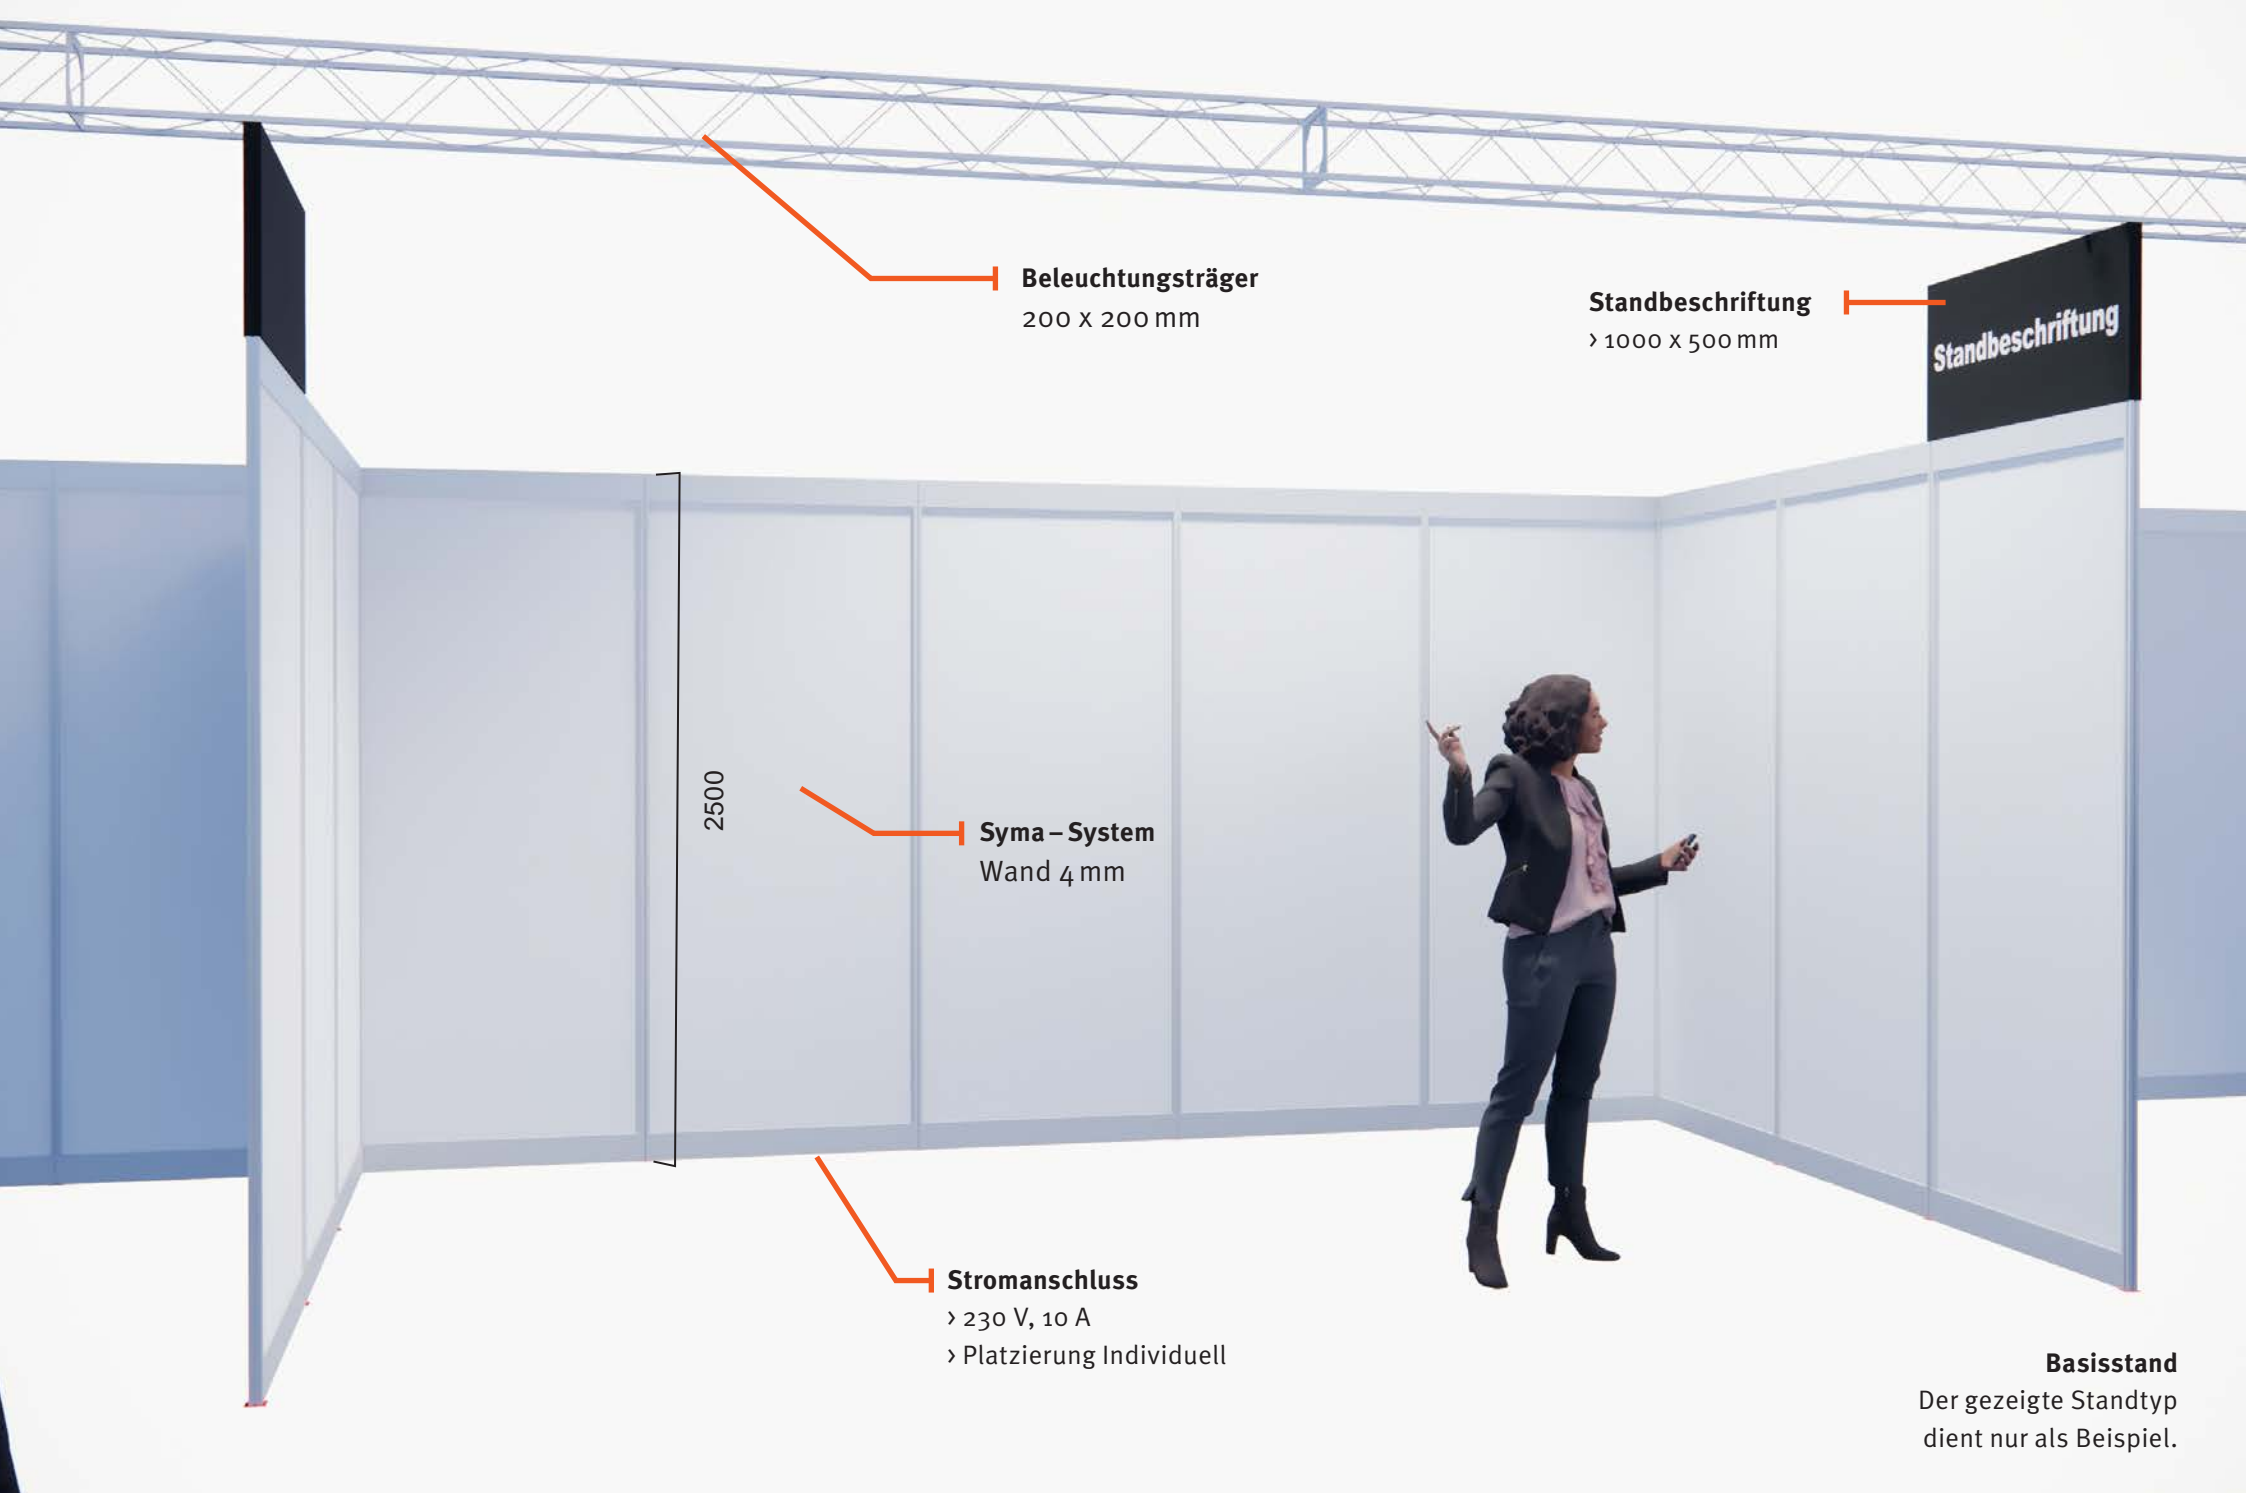 Beleuchtungsträger
200 x 200 mm
Standbeschriftung
> 1000 x 500 mm
Standbeschriftung
2500
Syma – System
Wand 4 mm
Stromanschluss
> 230 V, 10 A
> Platzierung Individuell
Basisstand
Der gezeigte Standtyp
dient nur als Beispiel.